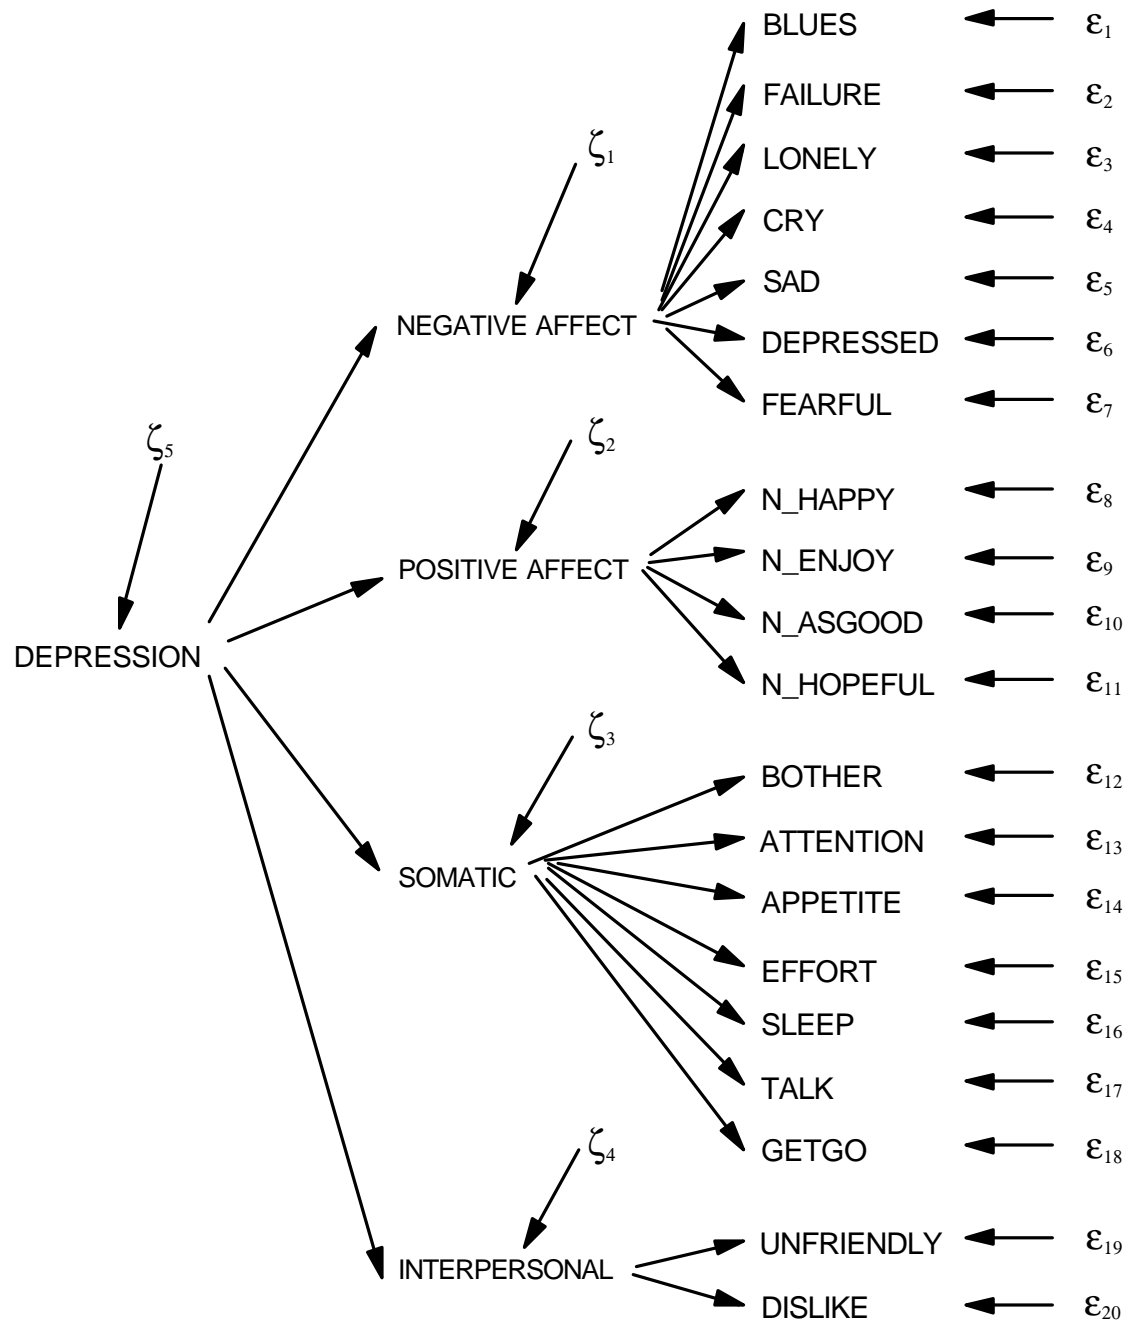 BLUES ε1
FAILURE ε2
ζ1
LONELY ε3
CRY ε4
SAD ε5
NEGATIVE AFFECT
DEPRESSED ε6
FEARFUL ε7
ζ5
ζ2
N_HAPPY ε8
N_ENJOY ε9
POSITIVE AFFECT
N_ASGOOD ε10
DEPRESSION
N_HOPEFUL ε11
ζ3
BOTHER ε12
ATTENTION ε13
SOMATIC
APPETITE ε14
EFFORT ε15
SLEEP ε16
TALK ε17
GETGO ε18
ζ4
UNFRIENDLY ε19
INTERPERSONAL
DISLIKE ε20